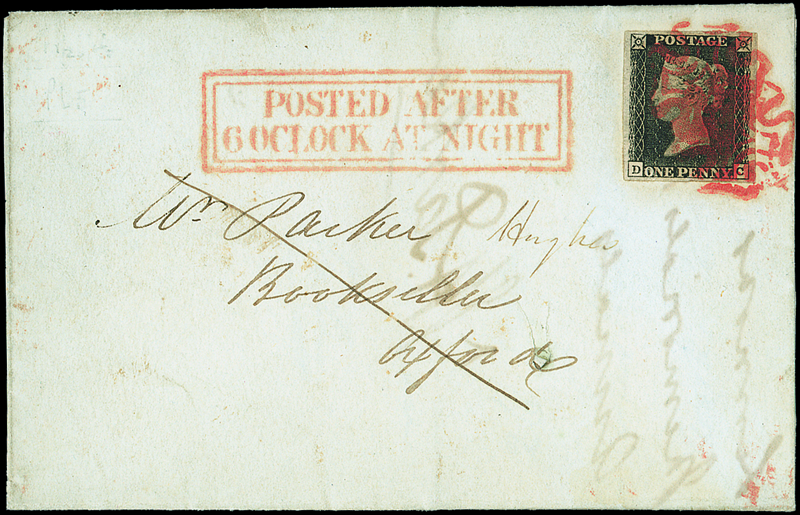 POSTED AFTER
6 OCLOCK AT NIGHT
POSTAGE
D ONE PENNY C
Mr. Parker Hughes
Bookseller
Oxford